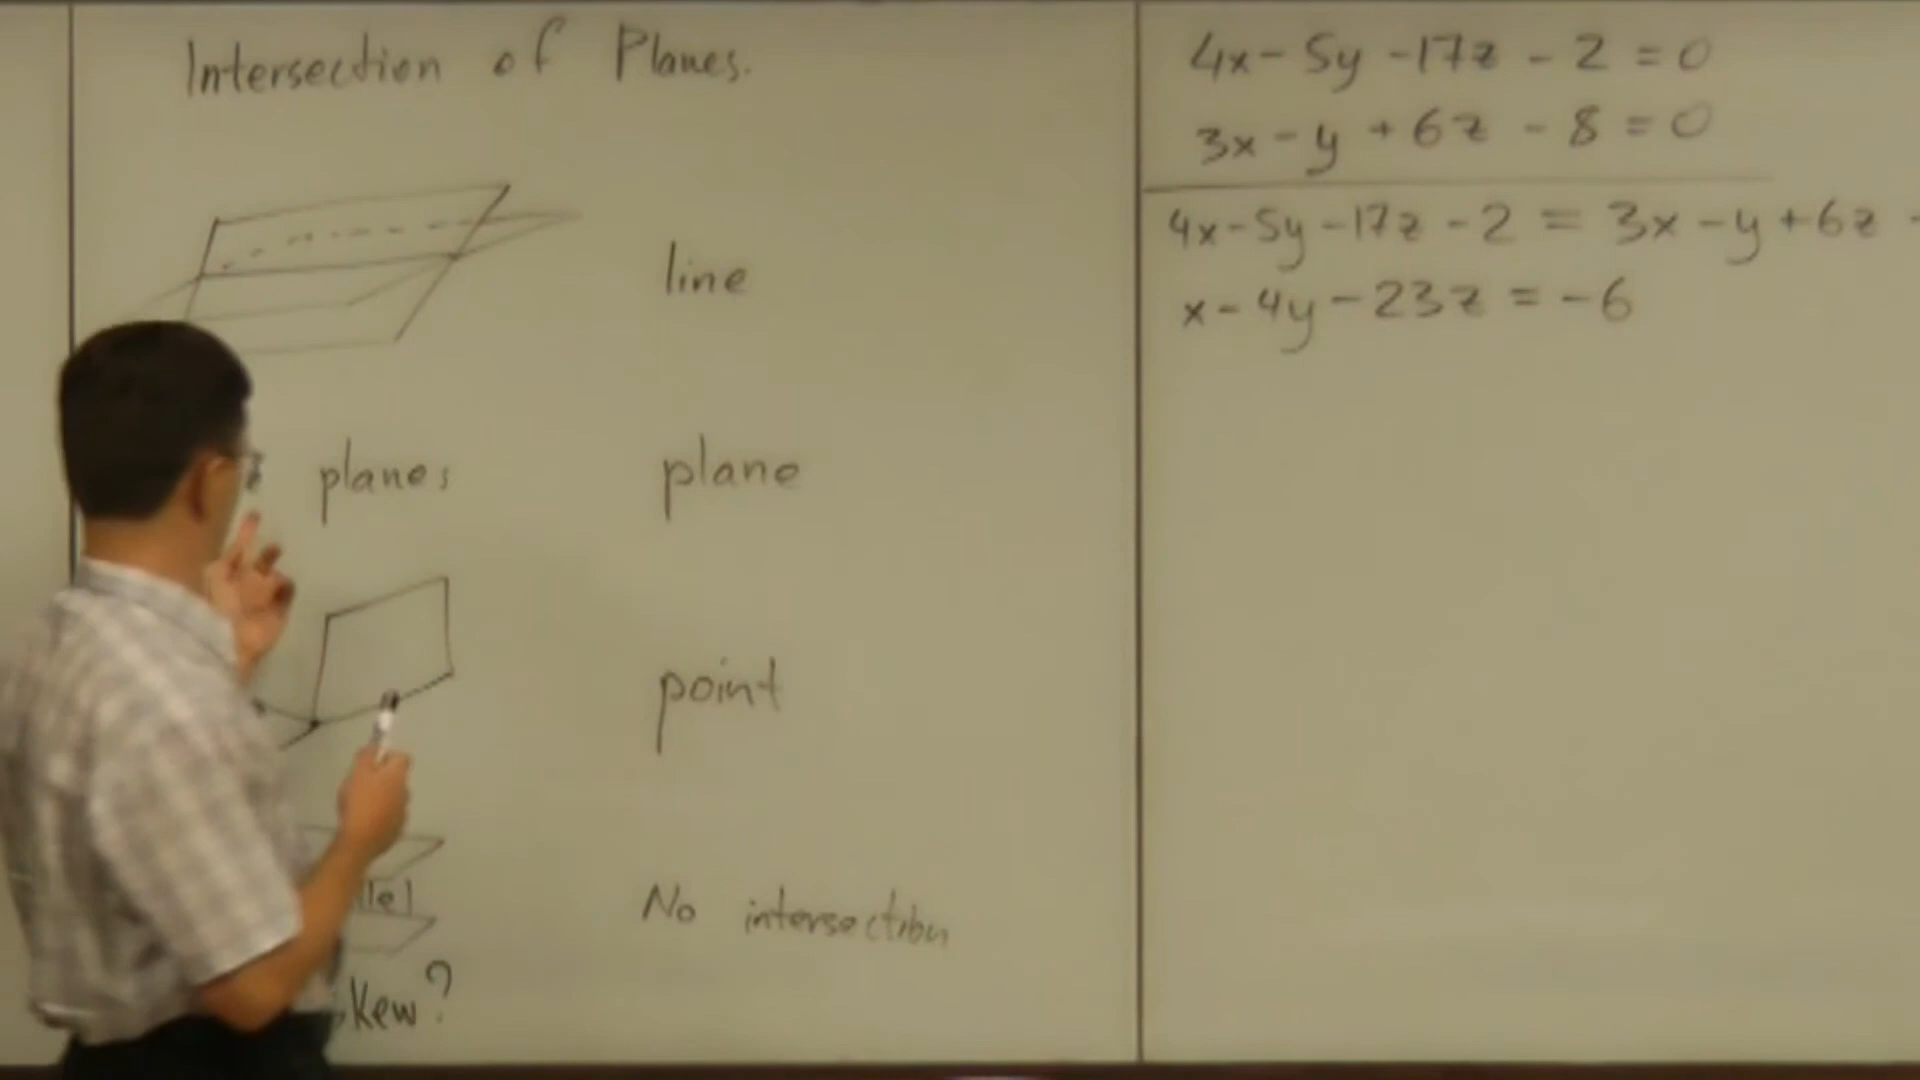 Intersection of Planes.
line
planes
plane
point
No intersection
kew?
4x - 5y - 17z - 2 = 0
3x - y + 6z - 8 = 0
4x - 5y - 17z - 2 = 3x - y + 6z -
x - 4y - 23z = -6